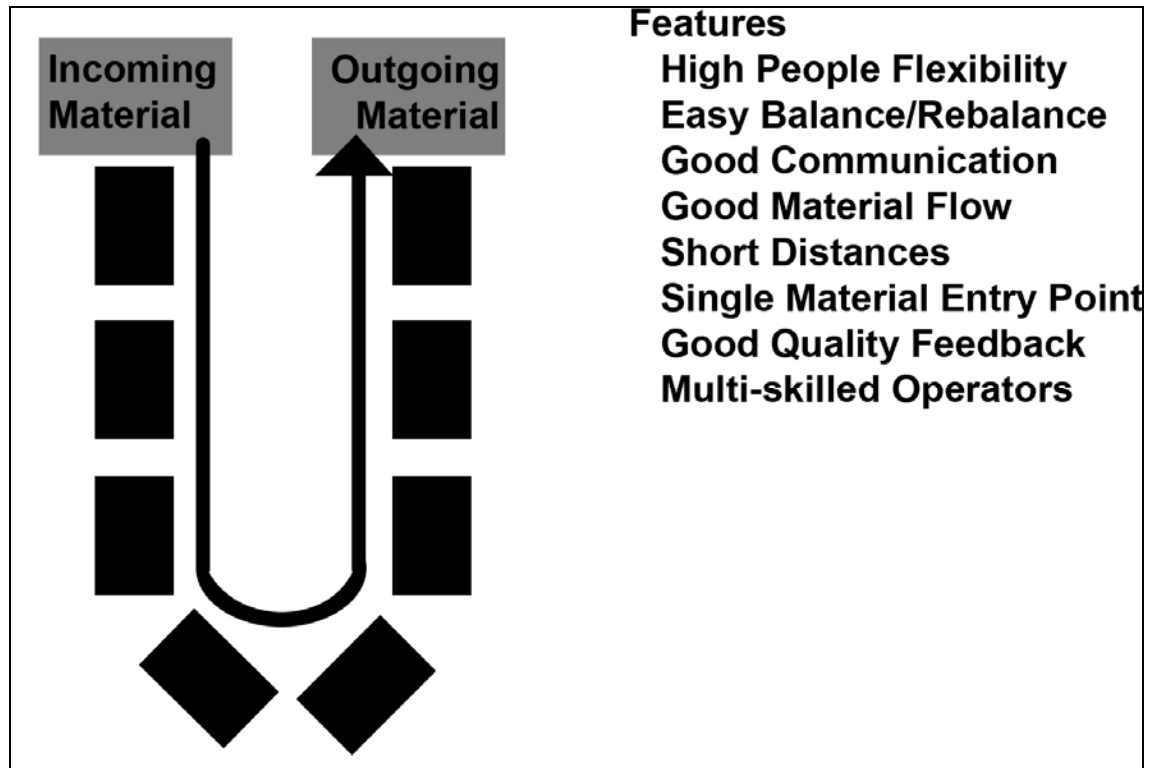 Incoming
Material
Outgoing
Material
Features
High People Flexibility
Easy Balance/Rebalance
Good Communication
Good Material Flow
Short Distances
Single Material Entry Point
Good Quality Feedback
Multi-skilled Operators